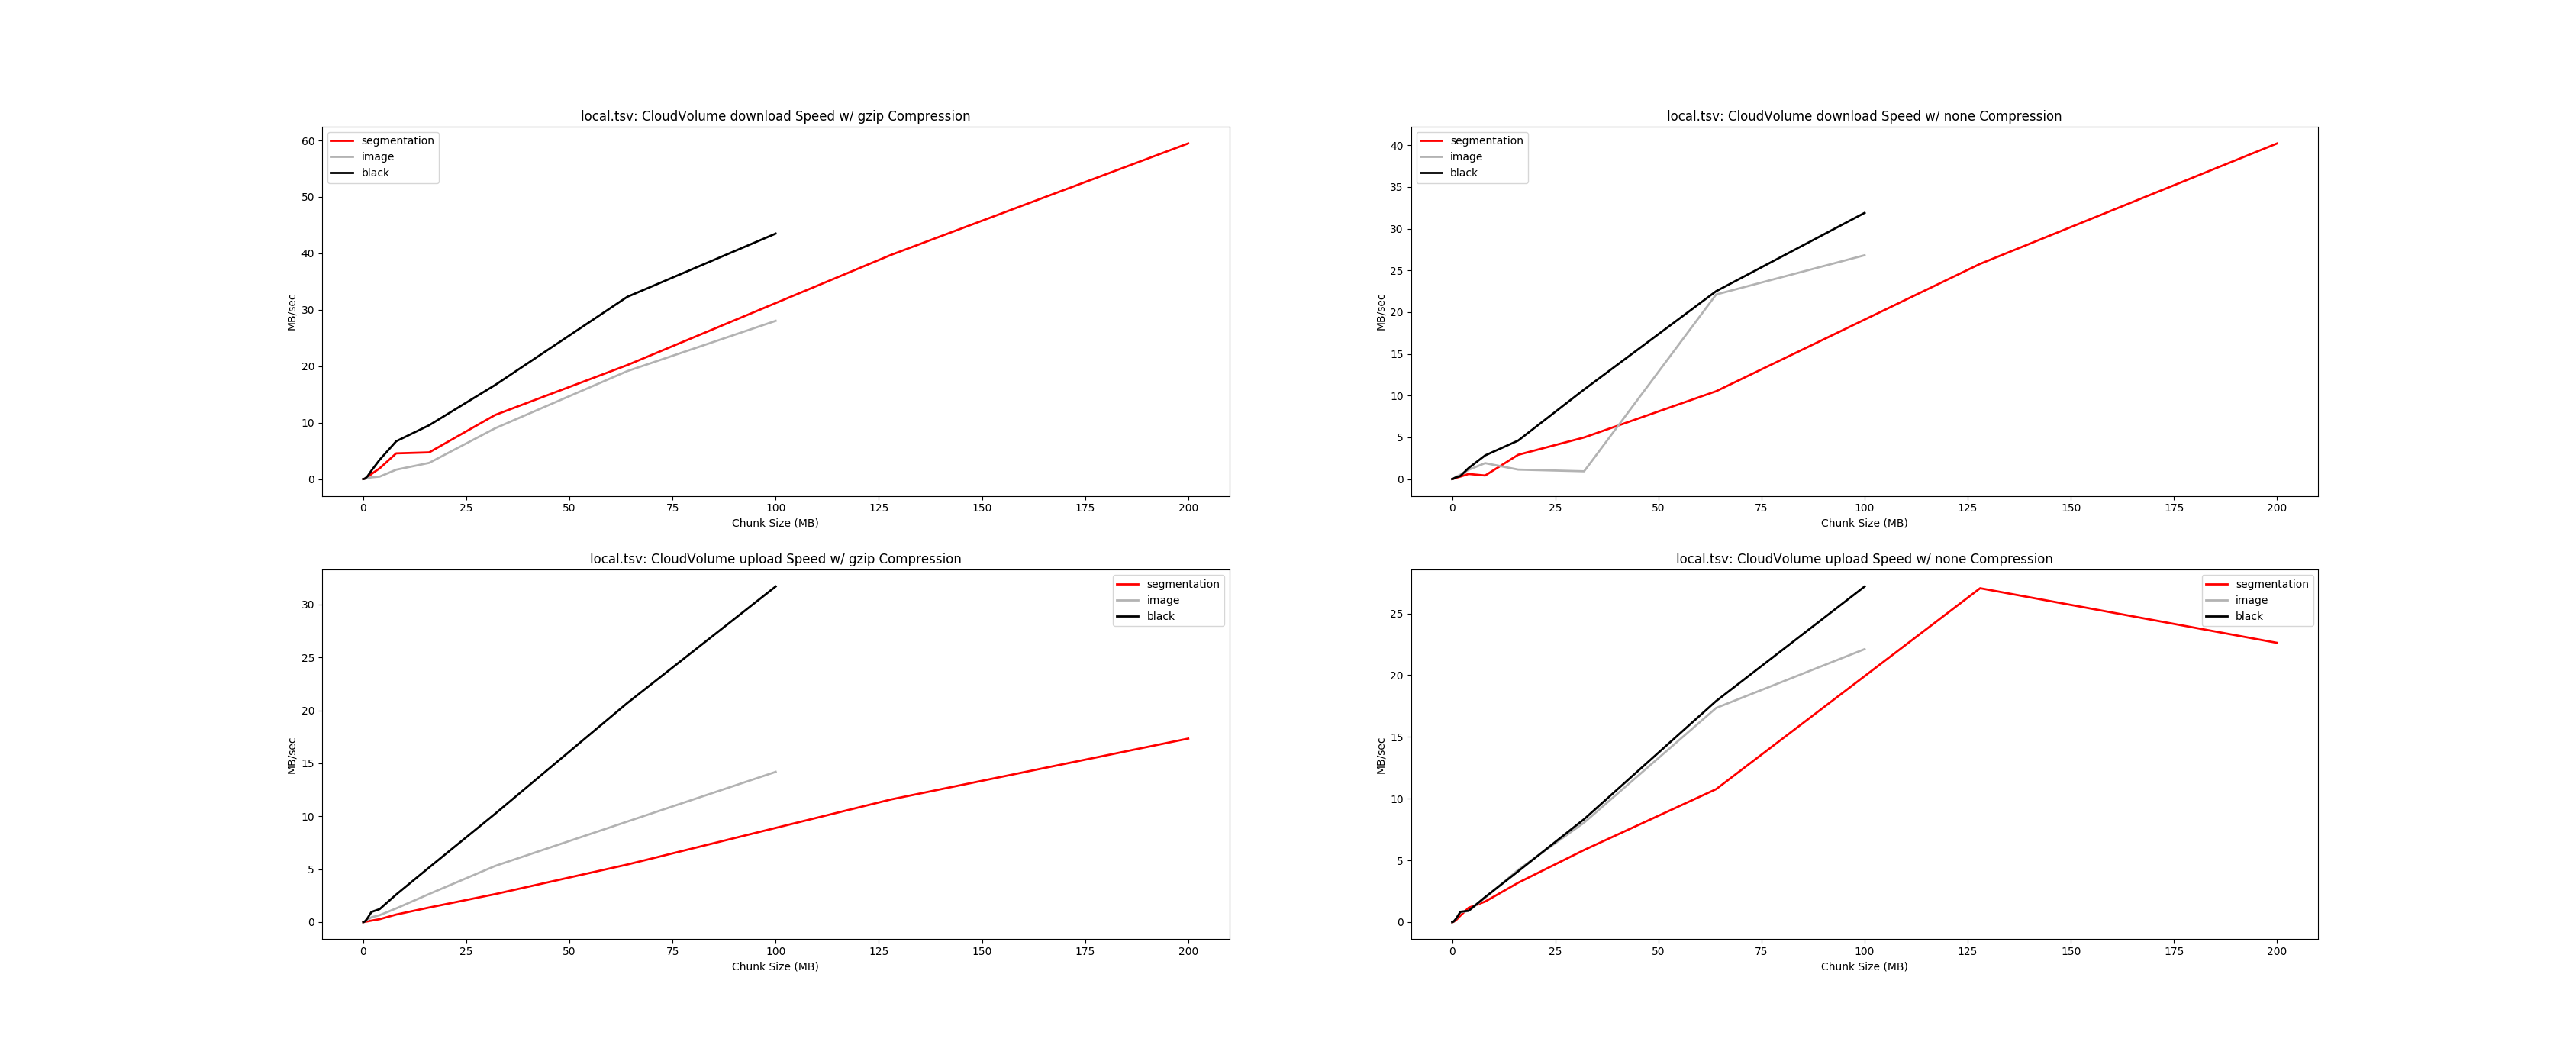 local.tsv: CloudVolume download Speed w/ gzip Compression
segmentation
image
black
60
50
40
30
20
10
0
MB/sec
0 25 50 75 100 125 150 175 200
Chunk Size (MB)
local.tsv: CloudVolume download Speed w/ none Compression
segmentation
image
black
40
35
30
25
20
15
10
5
0
MB/sec
0 25 50 75 100 125 150 175 200
Chunk Size (MB)
local.tsv: CloudVolume upload Speed w/ gzip Compression
segmentation
image
black
30
25
20
15
10
5
0
MB/sec
0 25 50 75 100 125 150 175 200
Chunk Size (MB)
local.tsv: CloudVolume upload Speed w/ none Compression
segmentation
image
black
25
20
15
10
5
0
MB/sec
0 25 50 75 100 125 150 175 200
Chunk Size (MB)